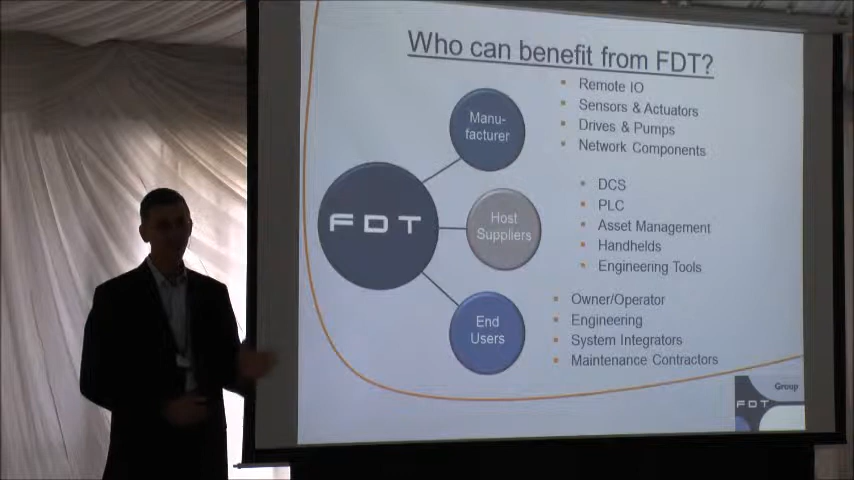 Who can benefit from FDT?
Manu-
facturer
Remote IO
Sensors & Actuators
Drives & Pumps
Network Components
FDT
Host
Suppliers
DCS
PLC
Asset Management
Handhelds
Engineering Tools
End
Users
Owner/Operator
Engineering
System Integrators
Maintenance Contractors
Group
FDT